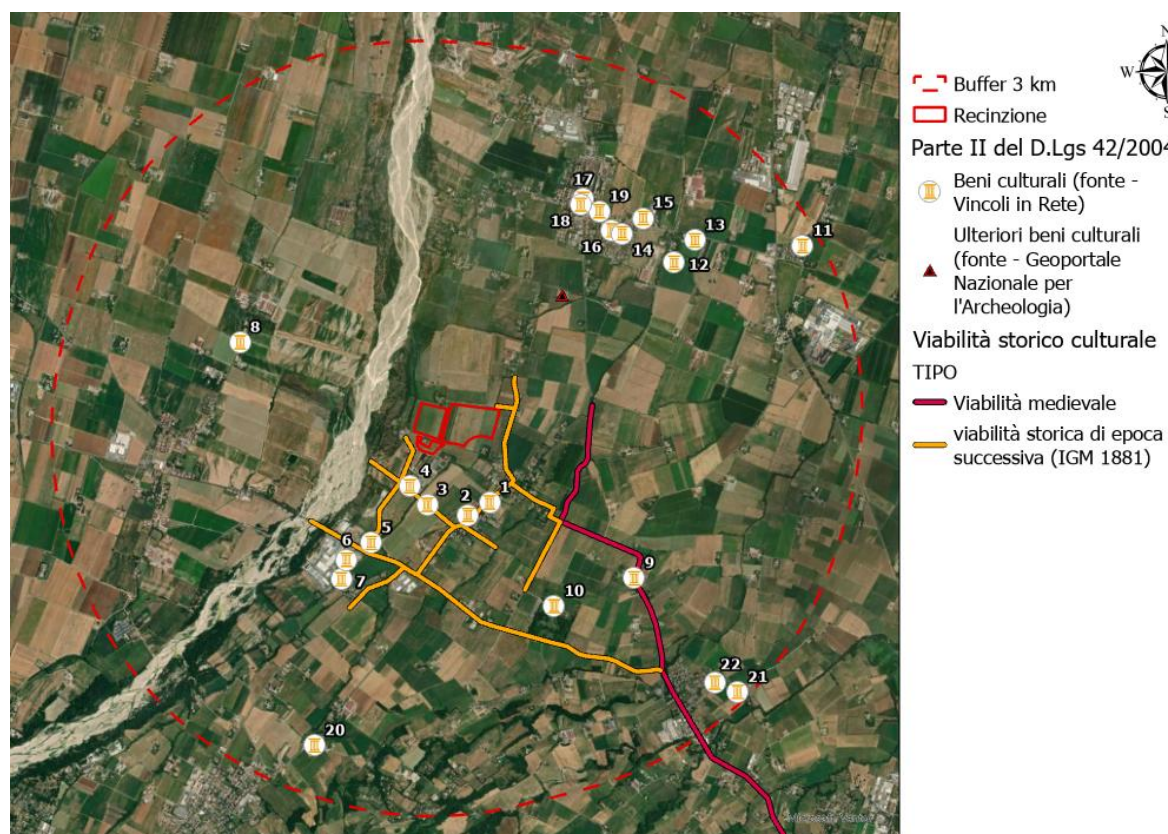 N
W
S
Buffer 3 km
Recinzione
Parte II del D.Lgs 42/2004
Beni culturali (fonte -
Vincoli in Rete)
Ulteriori beni culturali
(fonte - Geoportale
Nazionale per
l'Archeologia)
Viabilità storico culturale
TIPO
Viabilità medievale
viabilità storica di epoca
successiva (IGM 1881)
17
19
15
18
13
11
16
14
12
8
4
3
2
1
5
6
7
9
10
22
21
20